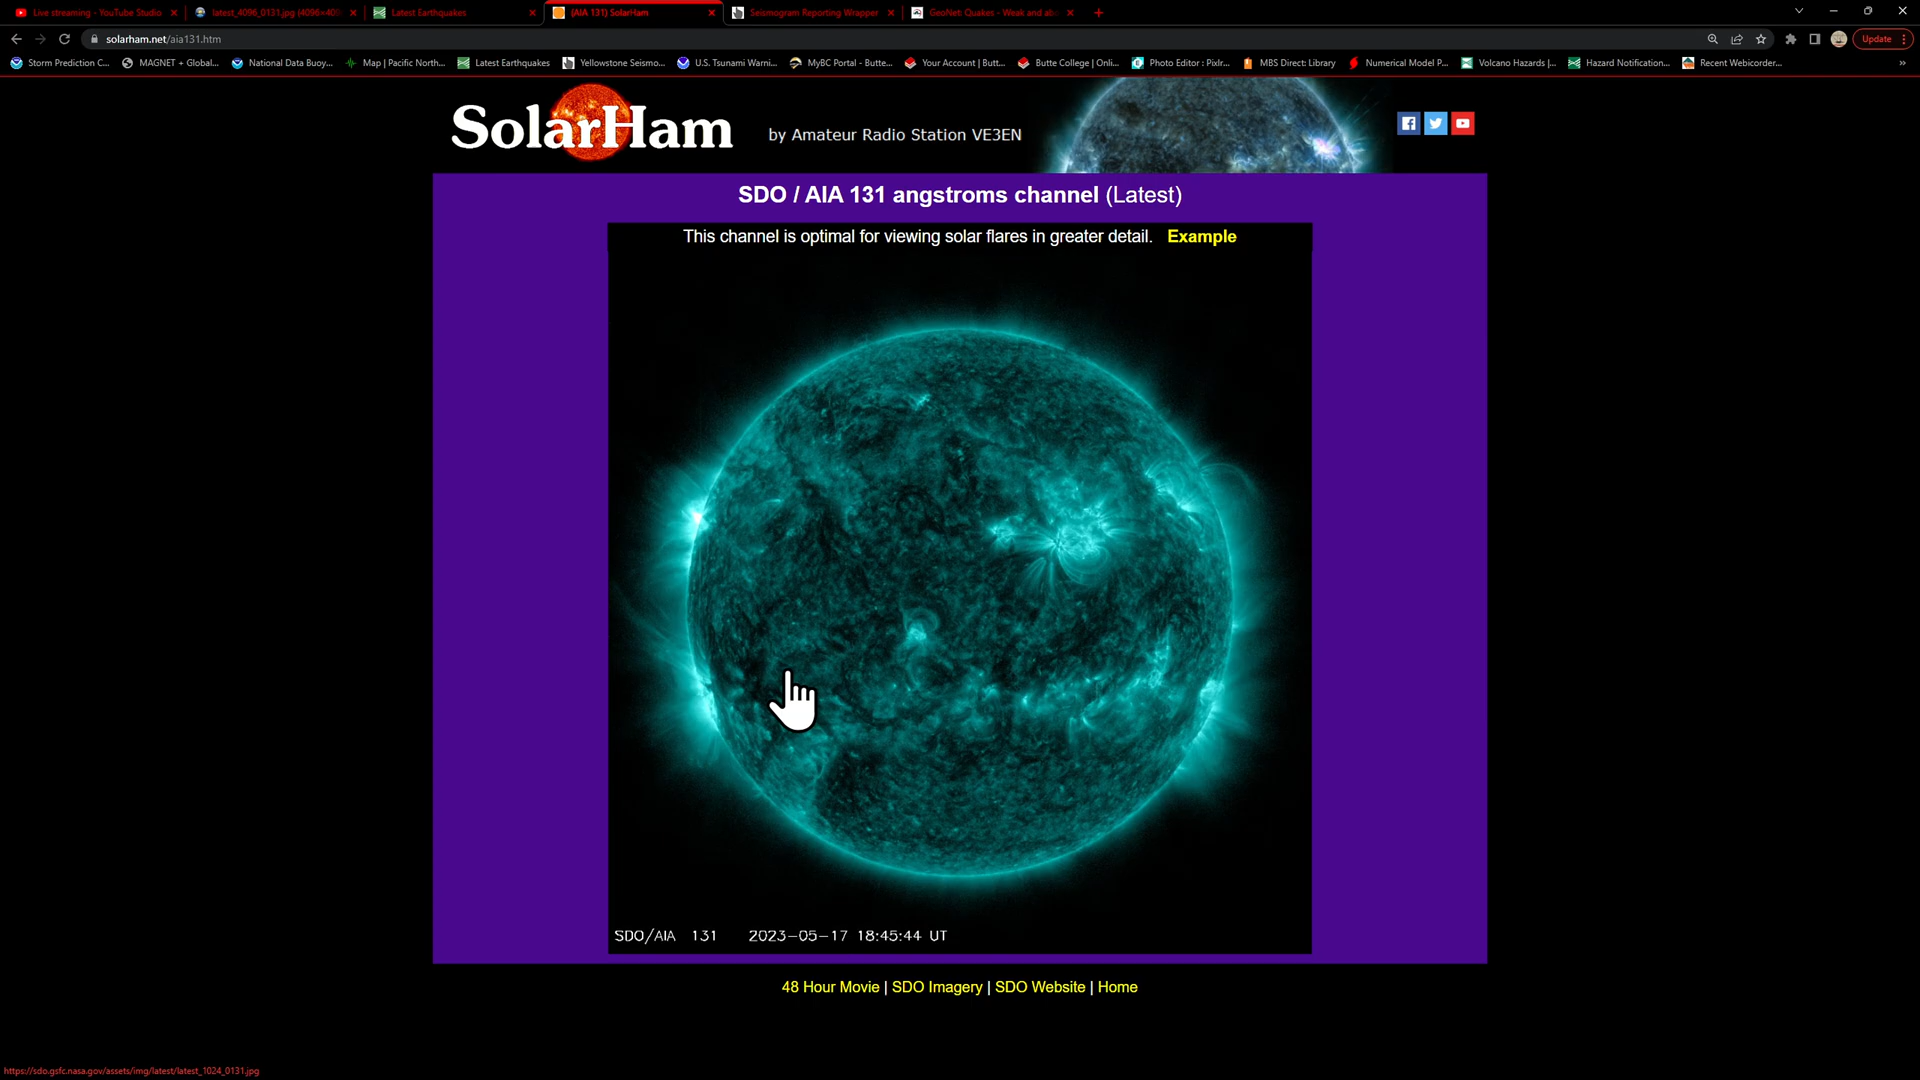 Live streaming - YouTube Studio
latest_4096_0131.jpg (4096×409
Latest Earthquakes
(AIA 131) SolarHam
Seismogram Reporting Wrapper
GeoNet: Quakes - Weak and abo
solarham.net/aia131.htm
Update
Storm Prediction C...
MAGNET + Global...
National Data Buoy...
Map | Pacific North...
Latest Earthquakes
Yellowstone Seismo...
U.S. Tsunami Warni...
MyBC Portal - Butte...
Your Account | Butt...
Butte College | Onli...
Photo Editor : Pixlr...
MBS Direct: Library
Numerical Model P...
Volcano Hazards |...
Hazard Notification...
Recent Webicorder...
SolarHam
by Amateur Radio Station VE3EN
SDO / AIA 131 angstroms channel (Latest)
This channel is optimal for viewing solar flares in greater detail. Example
SDO/AIA 131 2023-05-17 18:45:44 UT
48 Hour Movie | SDO Imagery | SDO Website | Home
https://sdo.gsfc.nasa.gov/assets/img/latest/latest_1024_0131.jpg